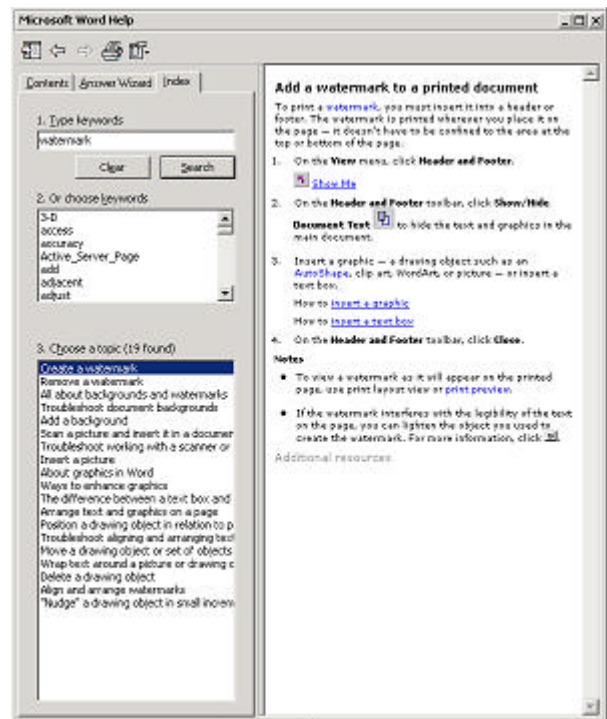 Microsoft Word Help
Contents Answer Wizard Index
1. Type keywords
watermark
Clear Search
2. Or choose keywords
3-D
access
accuracy
Active_Server_Page
add
adjacent
adjust
3. Choose a topic (19 found)
Create a watermark
Remove a watermark
All about backgrounds and watermarks
Troubleshoot document backgrounds
Add a background
Scan a picture and insert it in a documen
Troubleshoot working with a scanner or
Insert a picture
About graphics in Word
Ways to enhance graphics
The difference between a text box and
Arrange text and graphics on a page
Position a drawing object in relation to p
Troubleshoot aligning and arranging text
Move a drawing object or set of objects
Wrap text around a picture or drawing o
Delete a drawing object
Align and arrange watermarks
"Nudge" a drawing object in small increm
Add a watermark to a printed document
To print a watermark, you must insert it into a header or
footer. The watermark is printed wherever you place it on
the page — it doesn't have to be confined to the area at the
top or bottom of the page.
1. On the View menu, click Header and Footer.
Show Me
2. On the Header and Footer toolbar, click Show/Hide
Document Text to hide the text and graphics in the
main document.
3. Insert a graphic — a drawing object such as an
AutoShape, clip art, WordArt, or picture — or insert a
text box.
How to insert a graphic
How to insert a text box
4. On the Header and Footer toolbar, click Close.
Notes
• To view a watermark as it will appear on the printed
page, use print layout view or print preview.
• If the watermark interferes with the legibility of the text
on the page, you can lighten the object you used to
create the watermark. For more information, click .
Additional resources